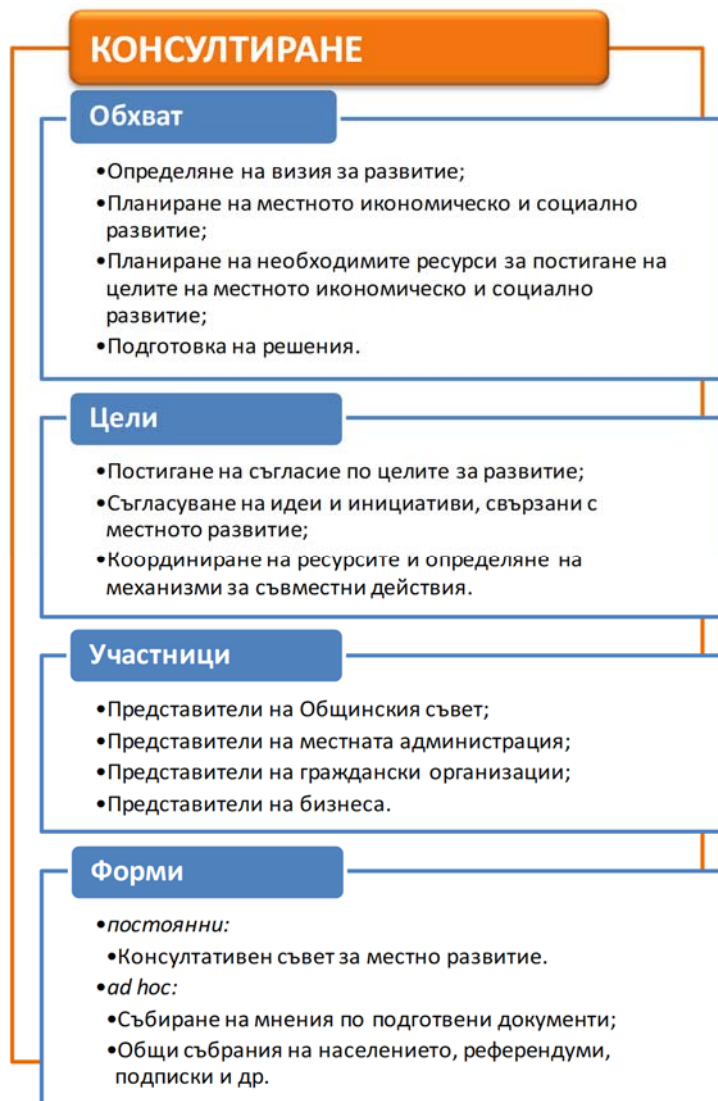 КОНСУЛТИРАНЕ
Обхват
•Определяне на визия за развитие;
•Планиране на местното икономическо и социално
развитие;
•Планиране на необходимите ресурси за постигане на
целите на местното икономическо и социално
развитие;
•Подготовка на решения.
Цели
•Постигане на съгласие по целите за развитие;
•Съгласуване на идеи и инициативи, свързани с
местното развитие;
•Координиране на ресурсите и определяне на
механизми за съвместни действия.
Участници
•Представители на Общинския съвет;
•Представители на местната администрация;
•Представители на граждански организации;
•Представители на бизнеса.
Форми
•постоянни:
•Консултативен съвет за местно развитие.
•ad hoc:
•Събиране на мнения по подготвени документи;
•Общи събрания на населението, референдуми,
подписки и др.